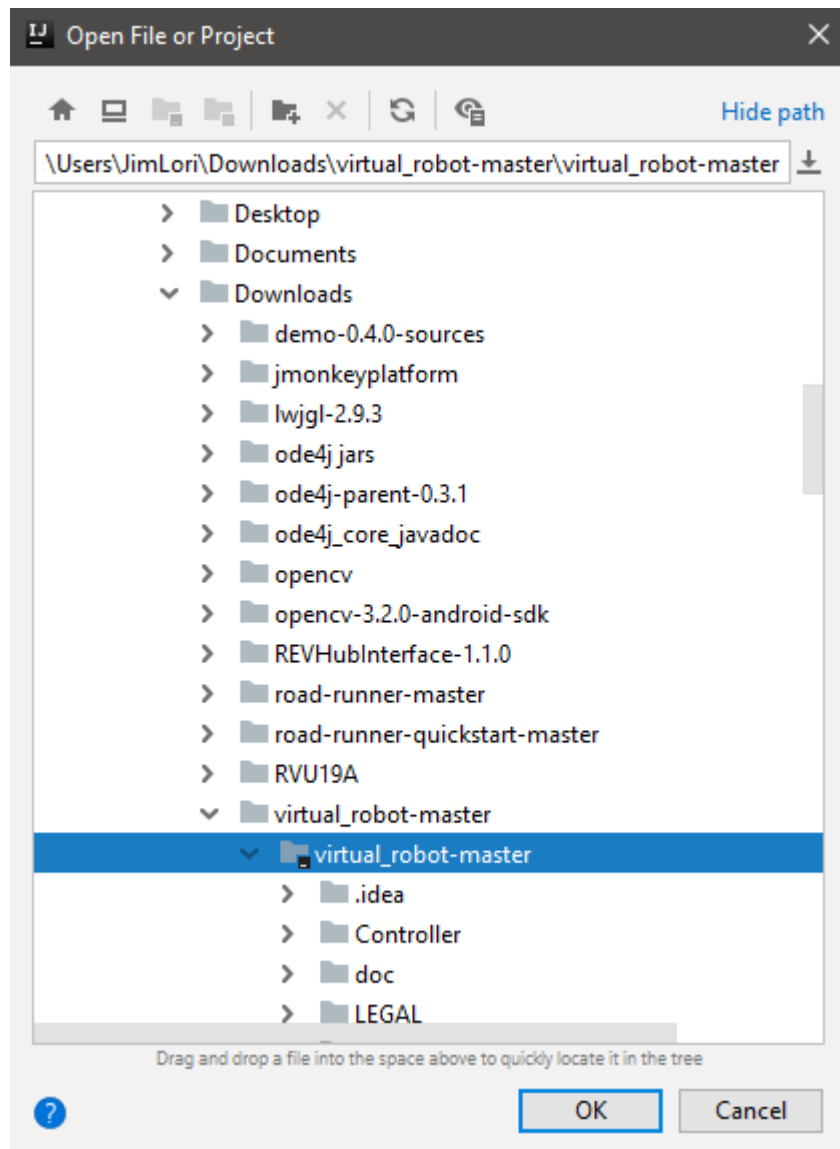 IJ Open File or Project
Hide path
\Users\JimLori\Downloads\virtual_robot-master\virtual_robot-master
Desktop
Documents
Downloads
demo-0.4.0-sources
jmonkeyplatform
lwjgl-2.9.3
ode4j jars
ode4j-parent-0.3.1
ode4j_core_javadoc
opencv
opencv-3.2.0-android-sdk
REVHubInterface-1.1.0
road-runner-master
road-runner-quickstart-master
RVU19A
virtual_robot-master
virtual_robot-master
.idea
Controller
doc
LEGAL
Drag and drop a file into the space above to quickly locate it in the tree
? OK Cancel